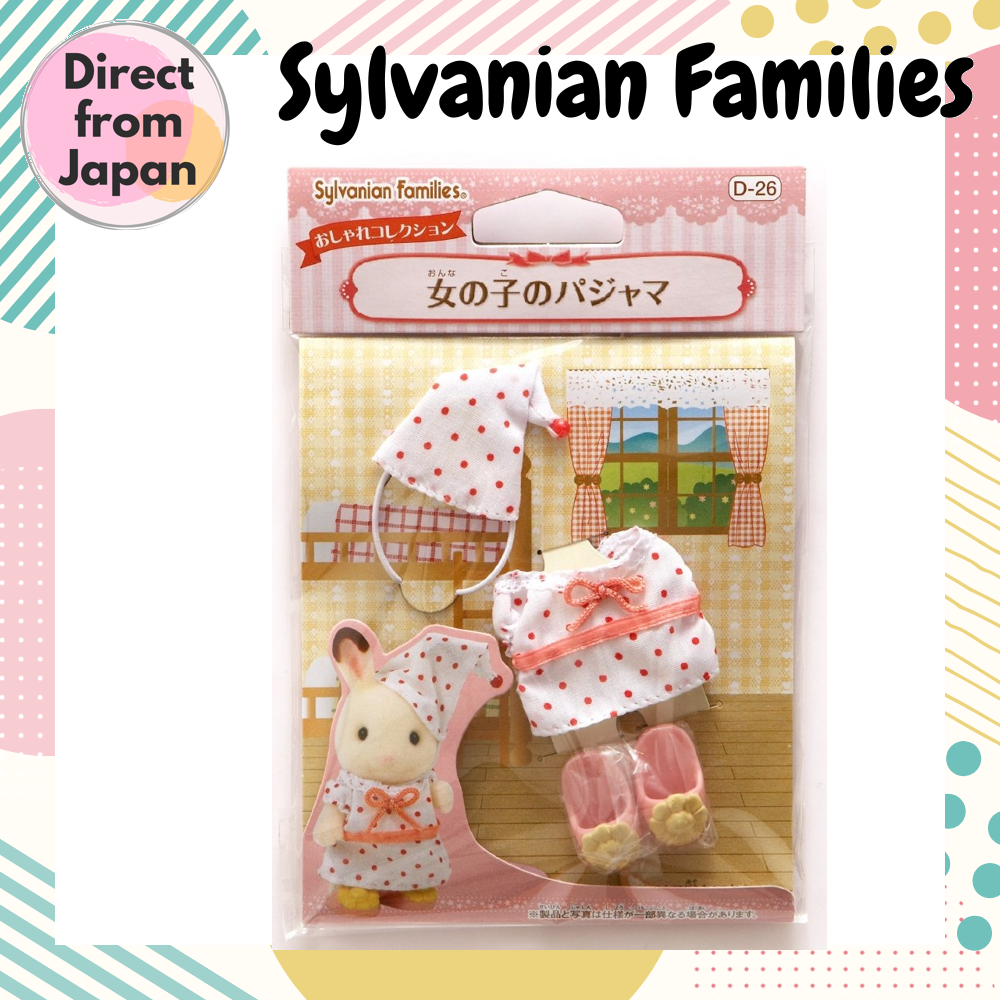 Direct
from
Japan
Sylvanian Families
Sylvanian Families®
D-26
おしゃれコレクション
おんな こ
女の子のパジャマ
※製品と写真は仕様が一部異なる場合があります。